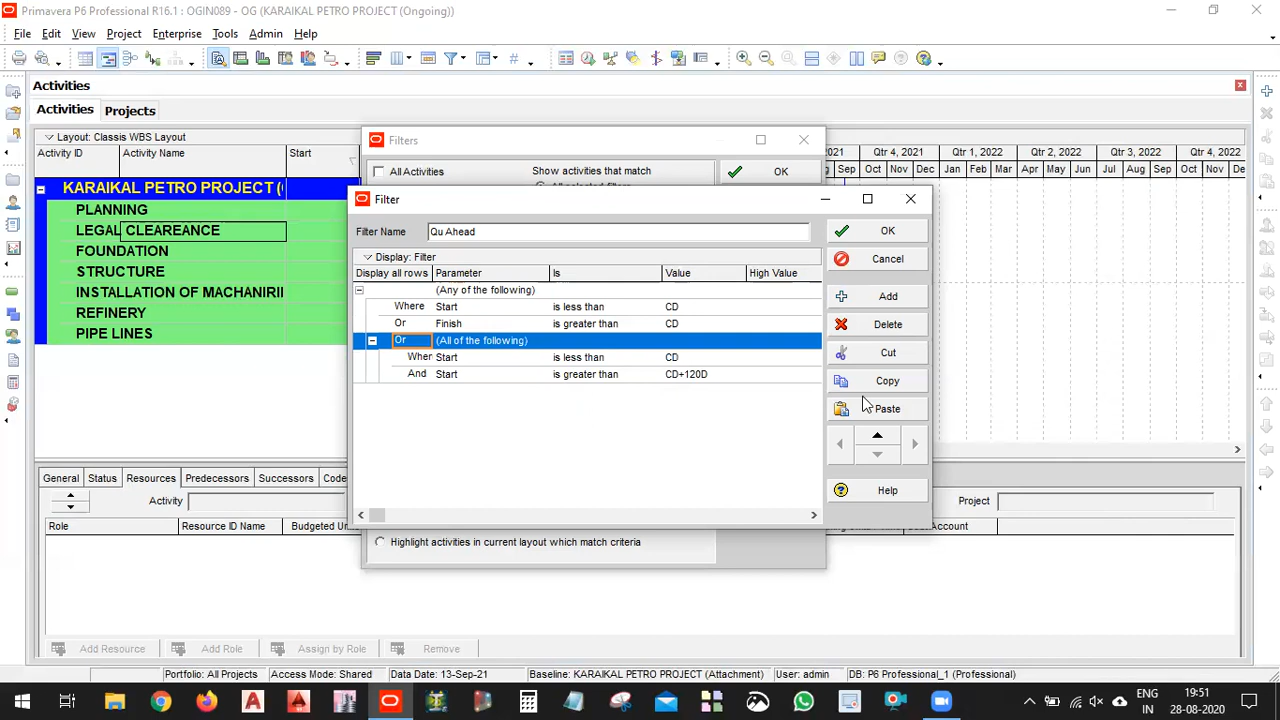 Primavera P6 Professional R16.1 : OGIN089 - OG (KARAIKAL PETRO PROJECT (Ongoing))
File Edit View Project Enterprise Tools Admin Help
Activities
Activities Projects
Layout: Classis WBS Layout
Activity ID Activity Name Start
2021 Qtr 4, 2021 Qtr 1, 2022 Qtr 2, 2022 Qtr 3, 2022 Qtr 4, 2022
Sep Oct Nov Dec Jan Feb Mar Apr May Jun Jul Aug Sep Oct Nov Dec
KARAIKAL PETRO PROJECT (
PLANNING
LEGAL CLEAREANCE
FOUNDATION
STRUCTURE
INSTALLATION OF MACHANIRII
REFINERY
PIPE LINES
Filters
All Activities Show activities that match OK
Filter
Filter Name Qu Ahead OK
Display: Filter Cancel
Display all rows Parameter Is Value High Value
(Any of the following) Add
Where Start is less than CD
Or Finish is greater than CD Delete
Or (All of the following)
Wher Start is less than CD Cut
And Start is greater than CD+120D Copy
Paste
Help
Highlight activities in current layout which match criteria
General Status Resources Predecessors Successors Code
Activity Project
Role Resource ID Name Budgeted Un Account
Add Resource Add Role Assign by Role Remove
Portfolio: All Projects Access Mode: Shared Data Date: 13-Sep-21 Baseline: KARAIKAL PETRO PROJECT (Attachment) User: admin DB: P6 Professional_1 (Professional)
ENG
IN
19:51
28-08-2020